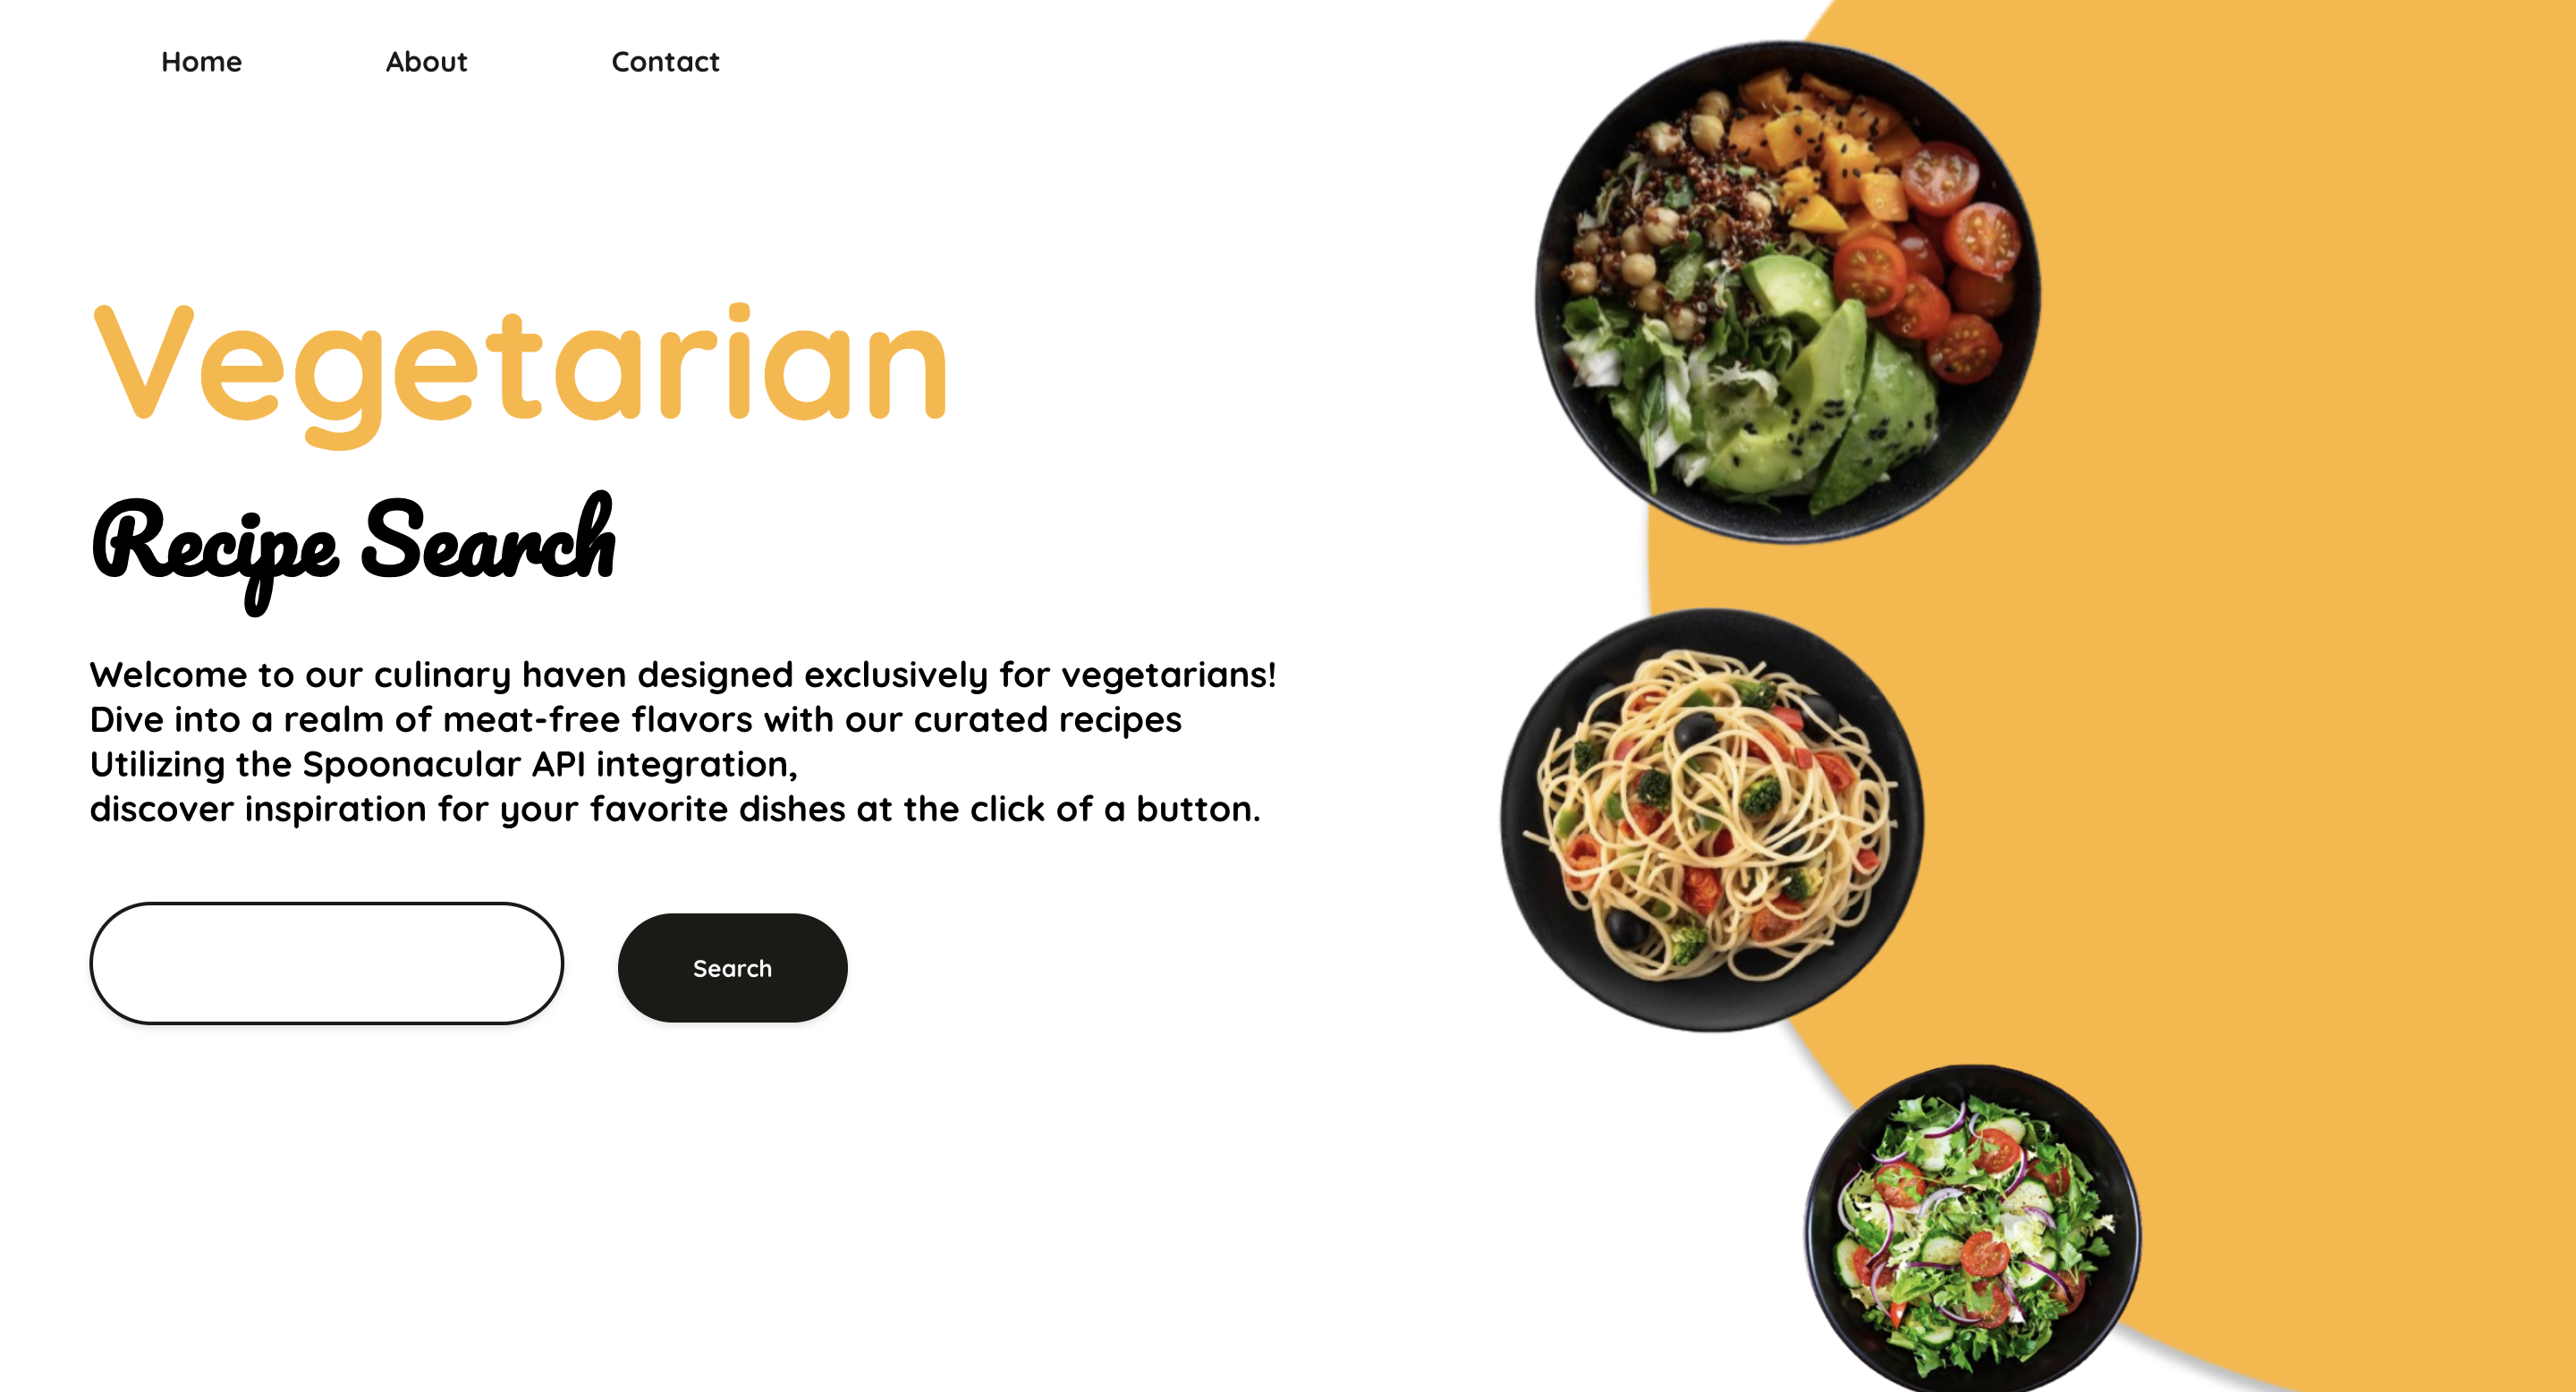 Home About Contact
Vegetarian
Recipe Search
Welcome to our culinary haven designed exclusively for vegetarians!
Dive into a realm of meat-free flavors with our curated recipes
Utilizing the Spoonacular API integration,
discover inspiration for your favorite dishes at the click of a button.
Search